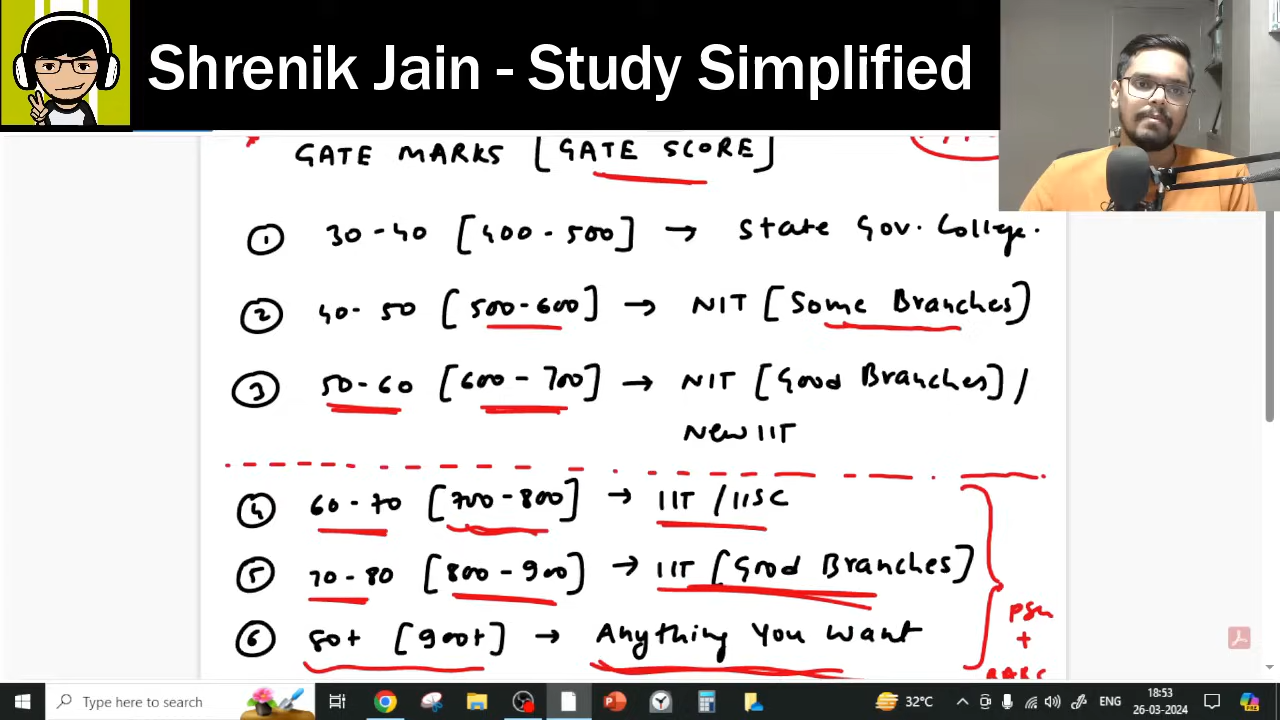 Shrenik Jain - Study Simplified
GATE MARKS [GATE SCORE]
① 30-40 [400-500] → State Gov. College.
② 40-50 [500-600] → NIT [Some Branches]
③ 50-60 [600-700] → NIT [Good Branches] /
New IIT
④ 60-70 [700-800] → IIT / IISC
⑤ 70-80 [800-900] → IIT [Good Branches]
⑥ 80+ [900+] → Anything You Want
PSU
+
Type here to search
32°C
ENG
18:53
26-03-2024